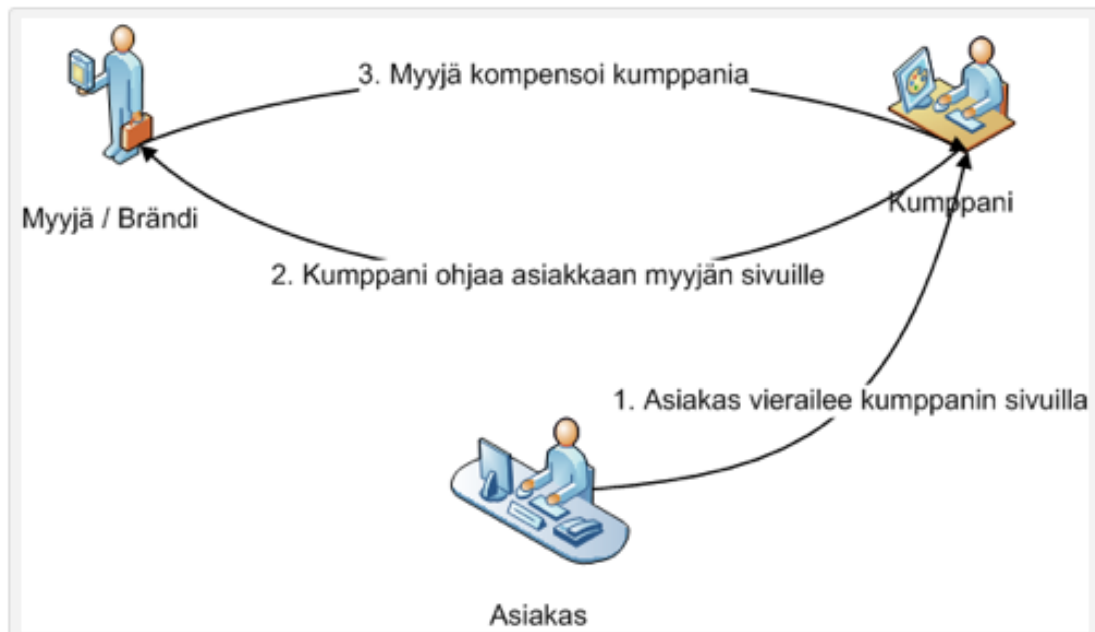 3. Myyjä kompensoi kumppania
Myyjä / Brändi
Kumppani
2. Kumppani ohjaa asiakkaan myyjän sivuille
1. Asiakas vierailee kumppanin sivuilla
Asiakas